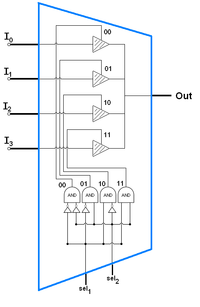 00
I0
01
I1
10
Out
I2
11
I3
00 01 10 11
AND AND AND AND
sel1
sel2